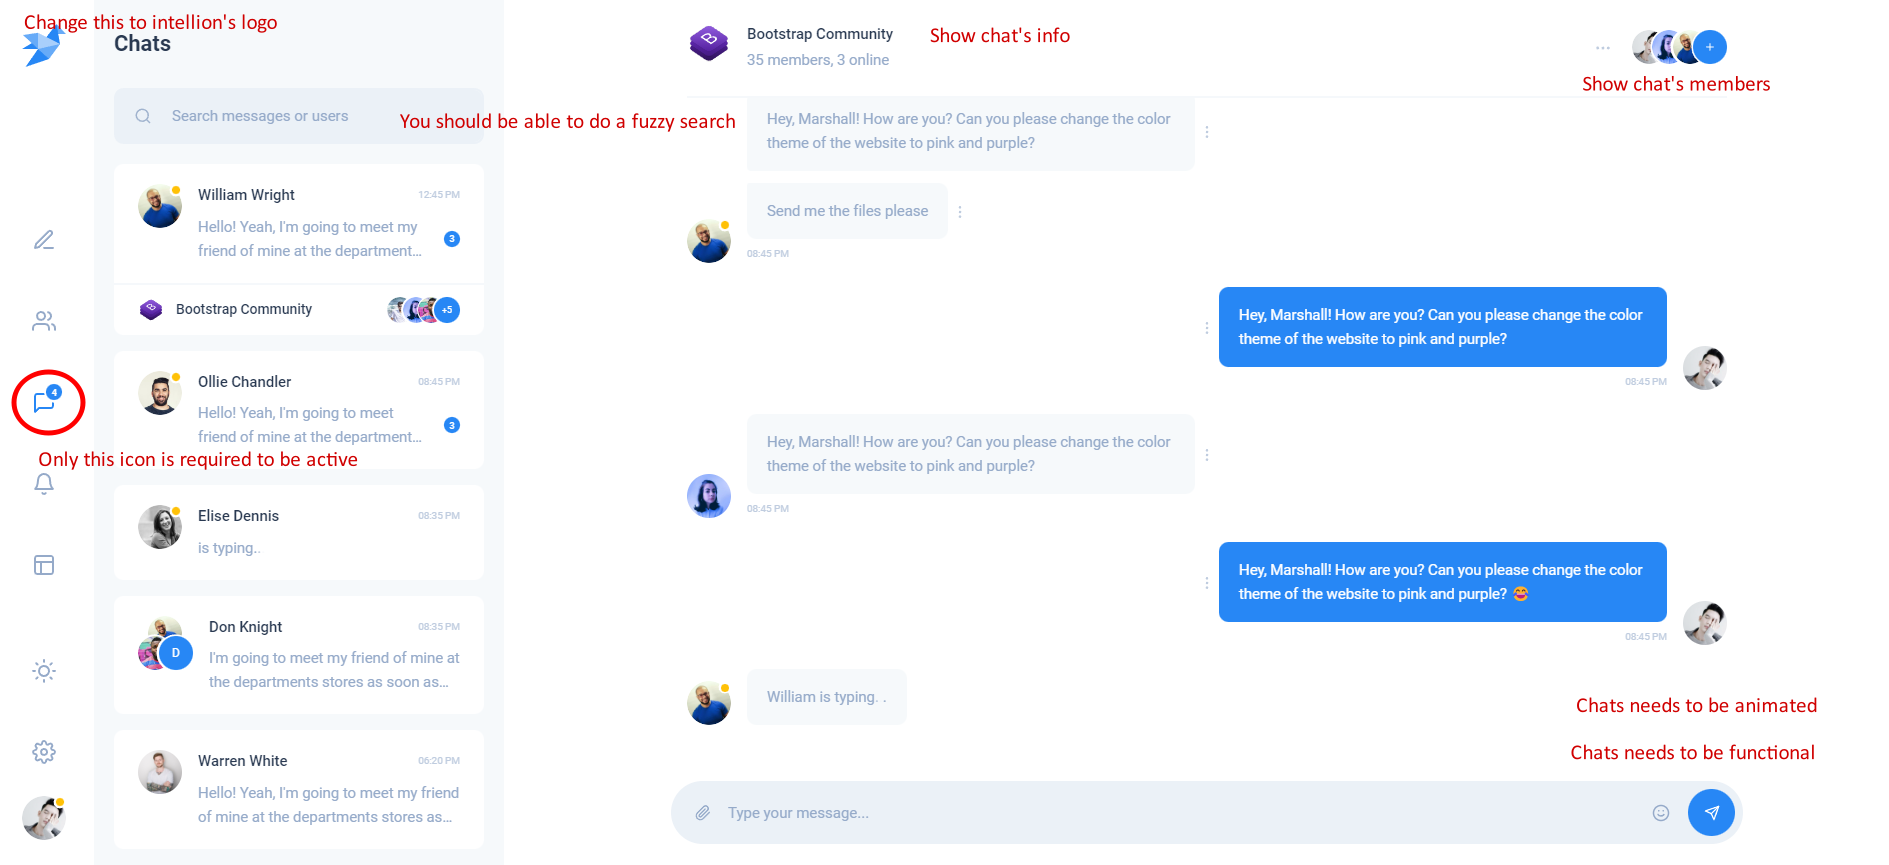 Change this to intellion's logo
Chats
Search messages or users
You should be able to do a fuzzy search
William Wright
12:45 PM
Hello! Yeah, I'm going to meet my
friend of mine at the department...
3
Bootstrap Community
+5
Ollie Chandler
08:45 PM
Hello! Yeah, I'm going to meet
friend of mine at the department...
3
4
Only this icon is required to be active
Elise Dennis
08:35 PM
is typing..
Don Knight
08:35 PM
D
I'm going to meet my friend of mine at
the departments stores as soon as...
Warren White
06:20 PM
Hello! Yeah, I'm going to meet my friend
of mine at the departments stores as...
Bootstrap Community
35 members, 3 online
Show chat's info
+
Show chat's members
Hey, Marshall! How are you? Can you please change the color
theme of the website to pink and purple?
Send me the files please
08:45 PM
Hey, Marshall! How are you? Can you please change the color
theme of the website to pink and purple?
08:45 PM
Hey, Marshall! How are you? Can you please change the color
theme of the website to pink and purple?
08:45 PM
Hey, Marshall! How are you? Can you please change the color
theme of the website to pink and purple? 😂
08:45 PM
William is typing. .
Chats needs to be animated
Chats needs to be functional
Type your message...